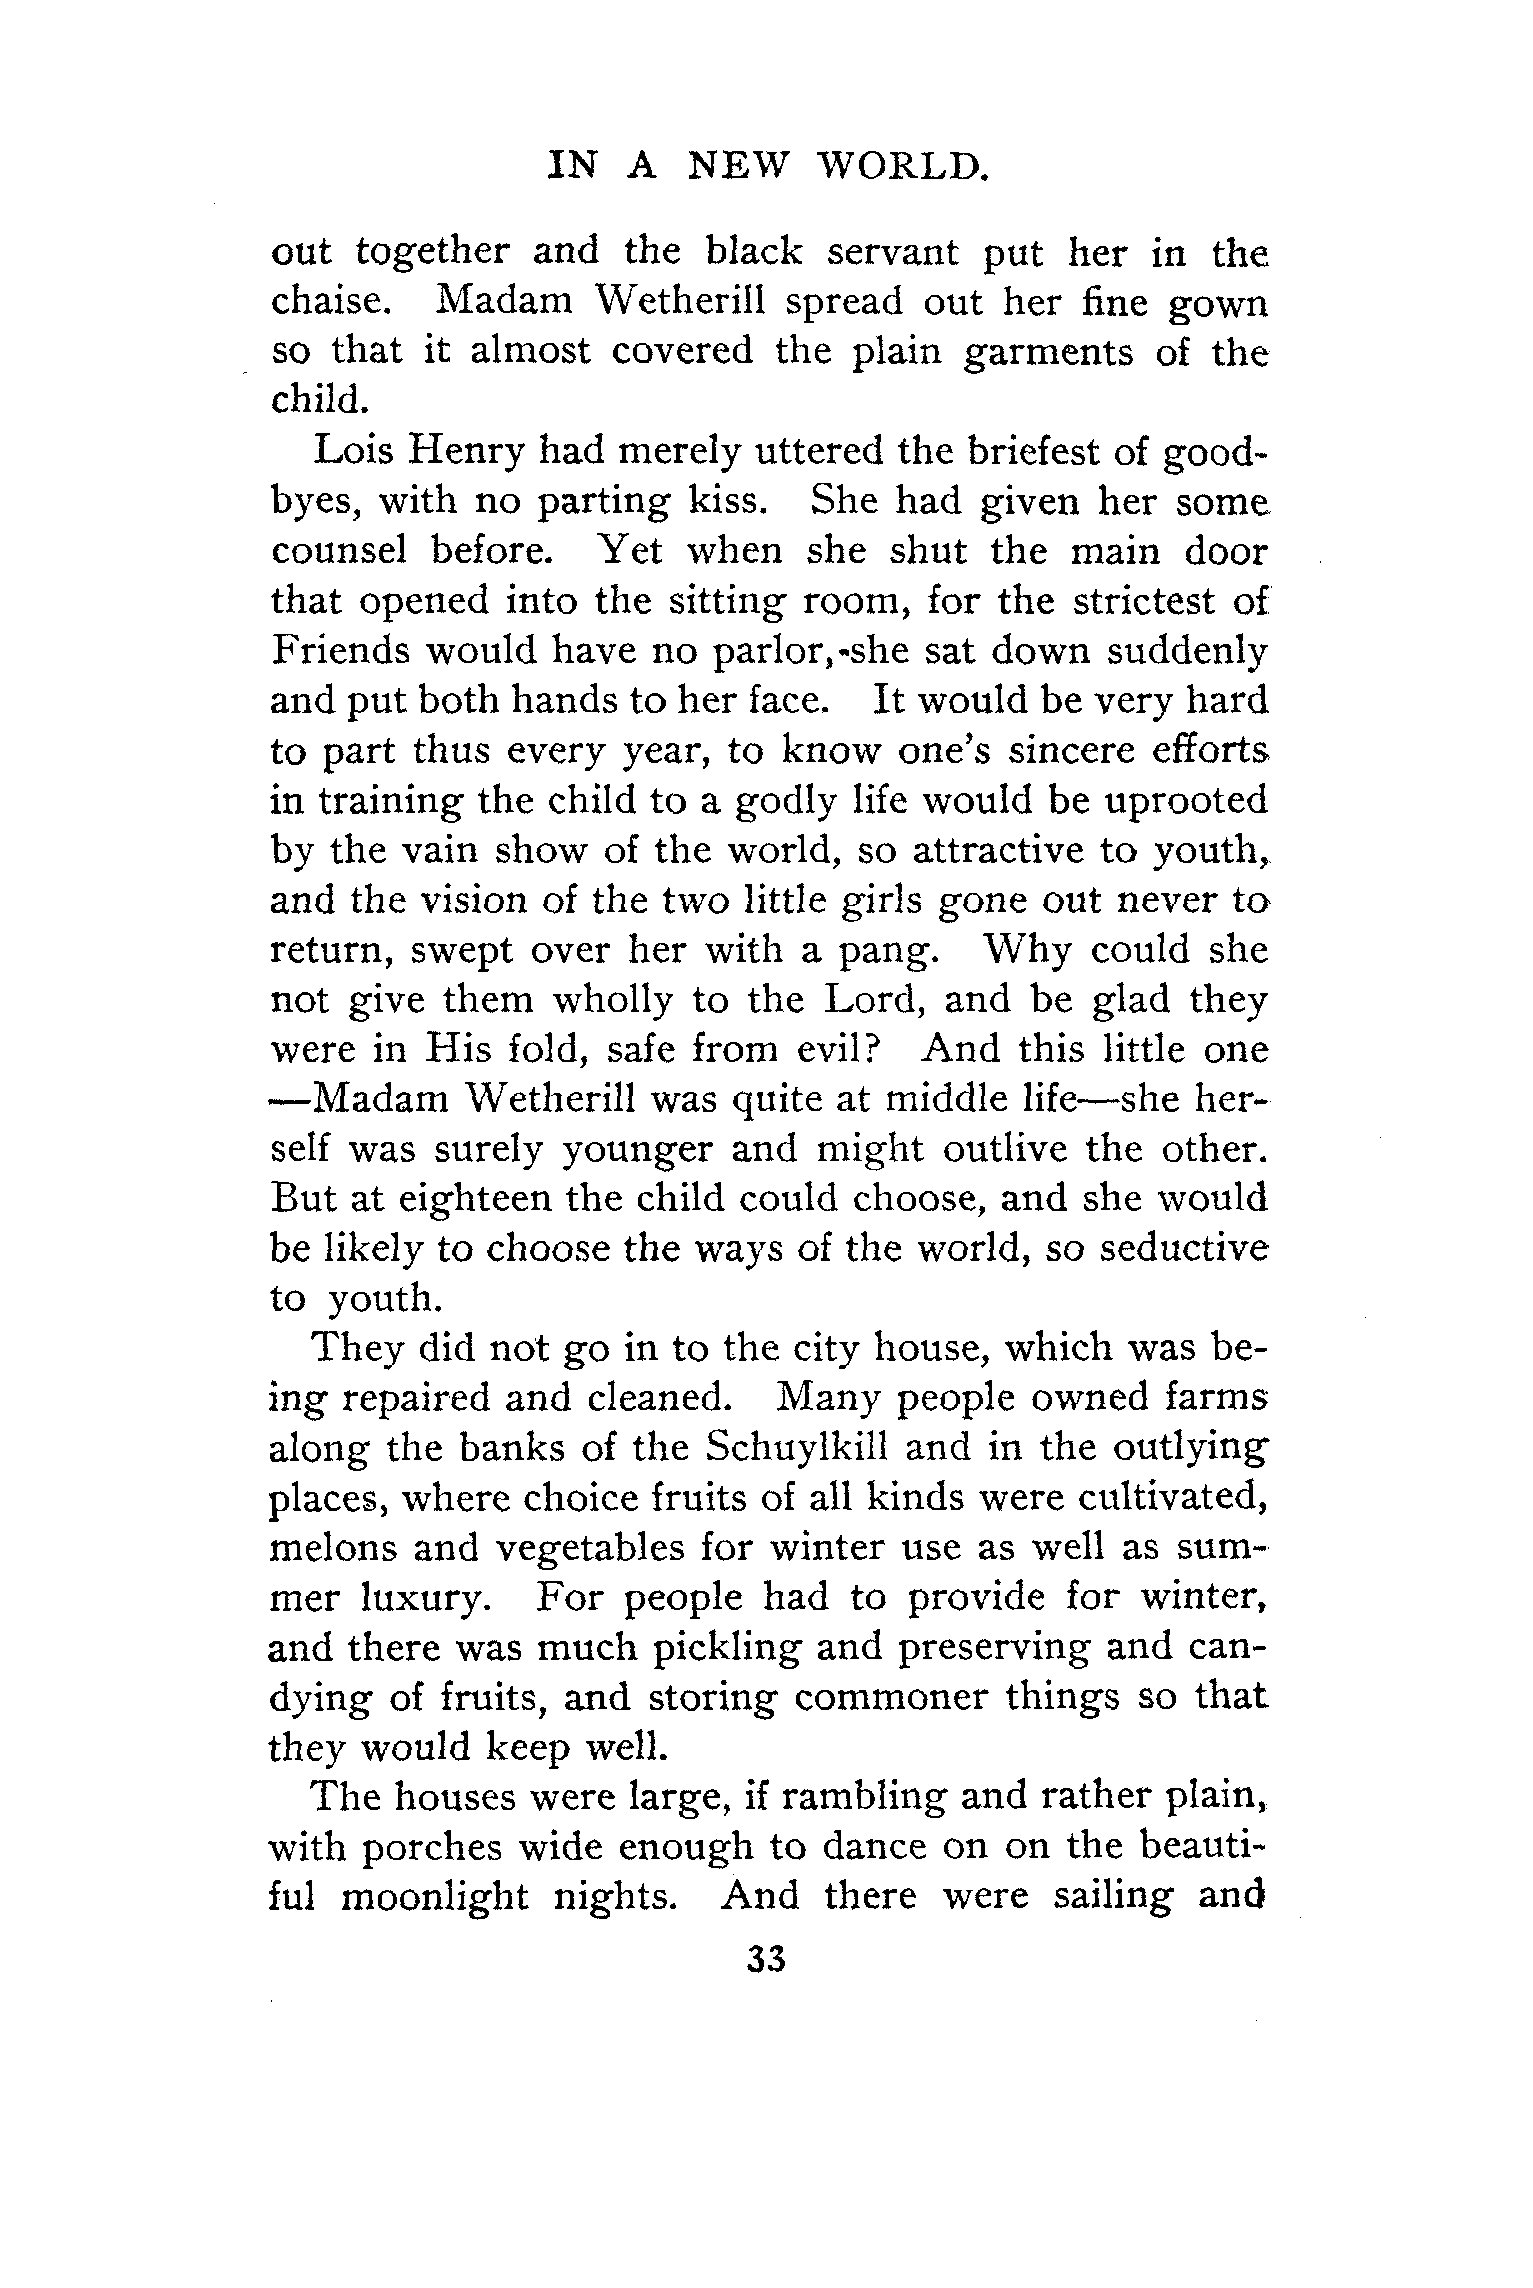 IN A NEW WORLD.
out together and the black servant put her in the
chaise. Madam Wetherill spread out her fine gown
so that it almost covered the plain garments of the
child.
Lois Henry had merely uttered the briefest of good-
byes, with no parting kiss. She had given her some
counsel before. Yet when she shut the main door
that opened into the sitting room, for the strictest of
Friends would have no parlor, she sat down suddenly
and put both hands to her face. It would be very hard
to part thus every year, to know one's sincere efforts
in training the child to a godly life would be uprooted
by the vain show of the world, so attractive to youth,
and the vision of the two little girls gone out never to
return, swept over her with a pang. Why could she
not give them wholly to the Lord, and be glad they
were in His fold, safe from evil? And this little one
—Madam Wetherill was quite at middle life—she her-
self was surely younger and might outlive the other.
But at eighteen the child could choose, and she would
be likely to choose the ways of the world, so seductive
to youth.
They did not go in to the city house, which was be-
ing repaired and cleaned. Many people owned farms
along the banks of the Schuylkill and in the outlying
places, where choice fruits of all kinds were cultivated,
melons and vegetables for winter use as well as sum-
mer luxury. For people had to provide for winter,
and there was much pickling and preserving and can-
dying of fruits, and storing commoner things so that
they would keep well.
The houses were large, if rambling and rather plain,
with porches wide enough to dance on on the beauti-
ful moonlight nights. And there were sailing and
33